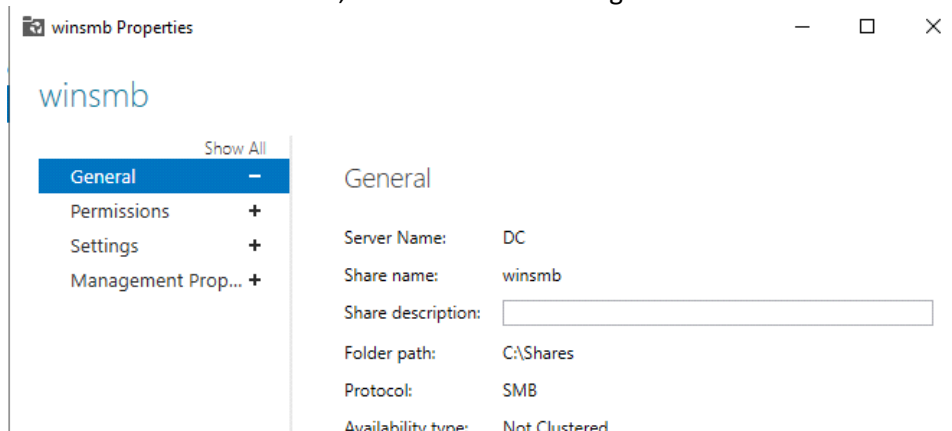 winsmb Properties
winsmb
Show All
General
Permissions
Settings
Management Prop...
General
Server Name: DC
Share name: winsmb
Share description:
Folder path: C:\Shares
Protocol: SMB
Availability type: Not Clustered